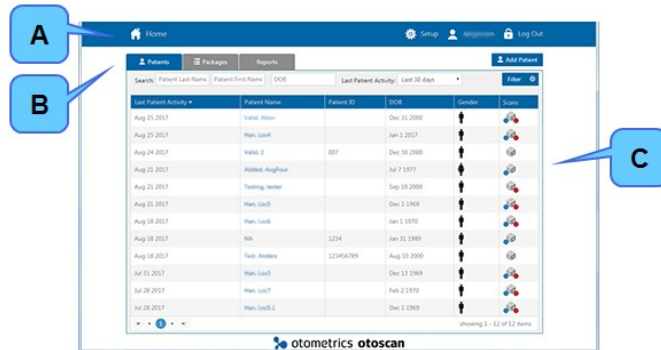 A
Home Setup Log Out
B
Patients Packages Reports Add Patient
Search: Patient Last Name Patient First Name DOB Last Patient Activity: Last 30 days Filter
Last Patient Activity Patient Name Patient ID DOB Gender Scans
Aug 25 2017 Valid, Alison Dec 31 2000
Aug 25 2017 Man, Loc4 Jan 1 2017
Aug 24 2017 Valid, 2 007 Dec 30 2000
Aug 21 2017 Added, AugFour Jul 7 1977
Aug 21 2017 Testing, tester Sep 10 2000
Aug 21 2017 Man, Loc5 Dec 1 1969
Aug 18 2017 Man, Loc6 Jan 1 1970
Aug 18 2017 NA 1234 Jan 31 1989
Aug 18 2017 Test, Anders 123456789 Aug 10 2000
Jul 31 2017 Man, Loc3 Dec 13 1969
Jul 28 2017 Man, Loc7 Feb 2 1970
Jul 28 2017 Man, Loc5.1 Dec 1 1969
1 showing 1 - 12 of 12 items
C
otometrics otoscan